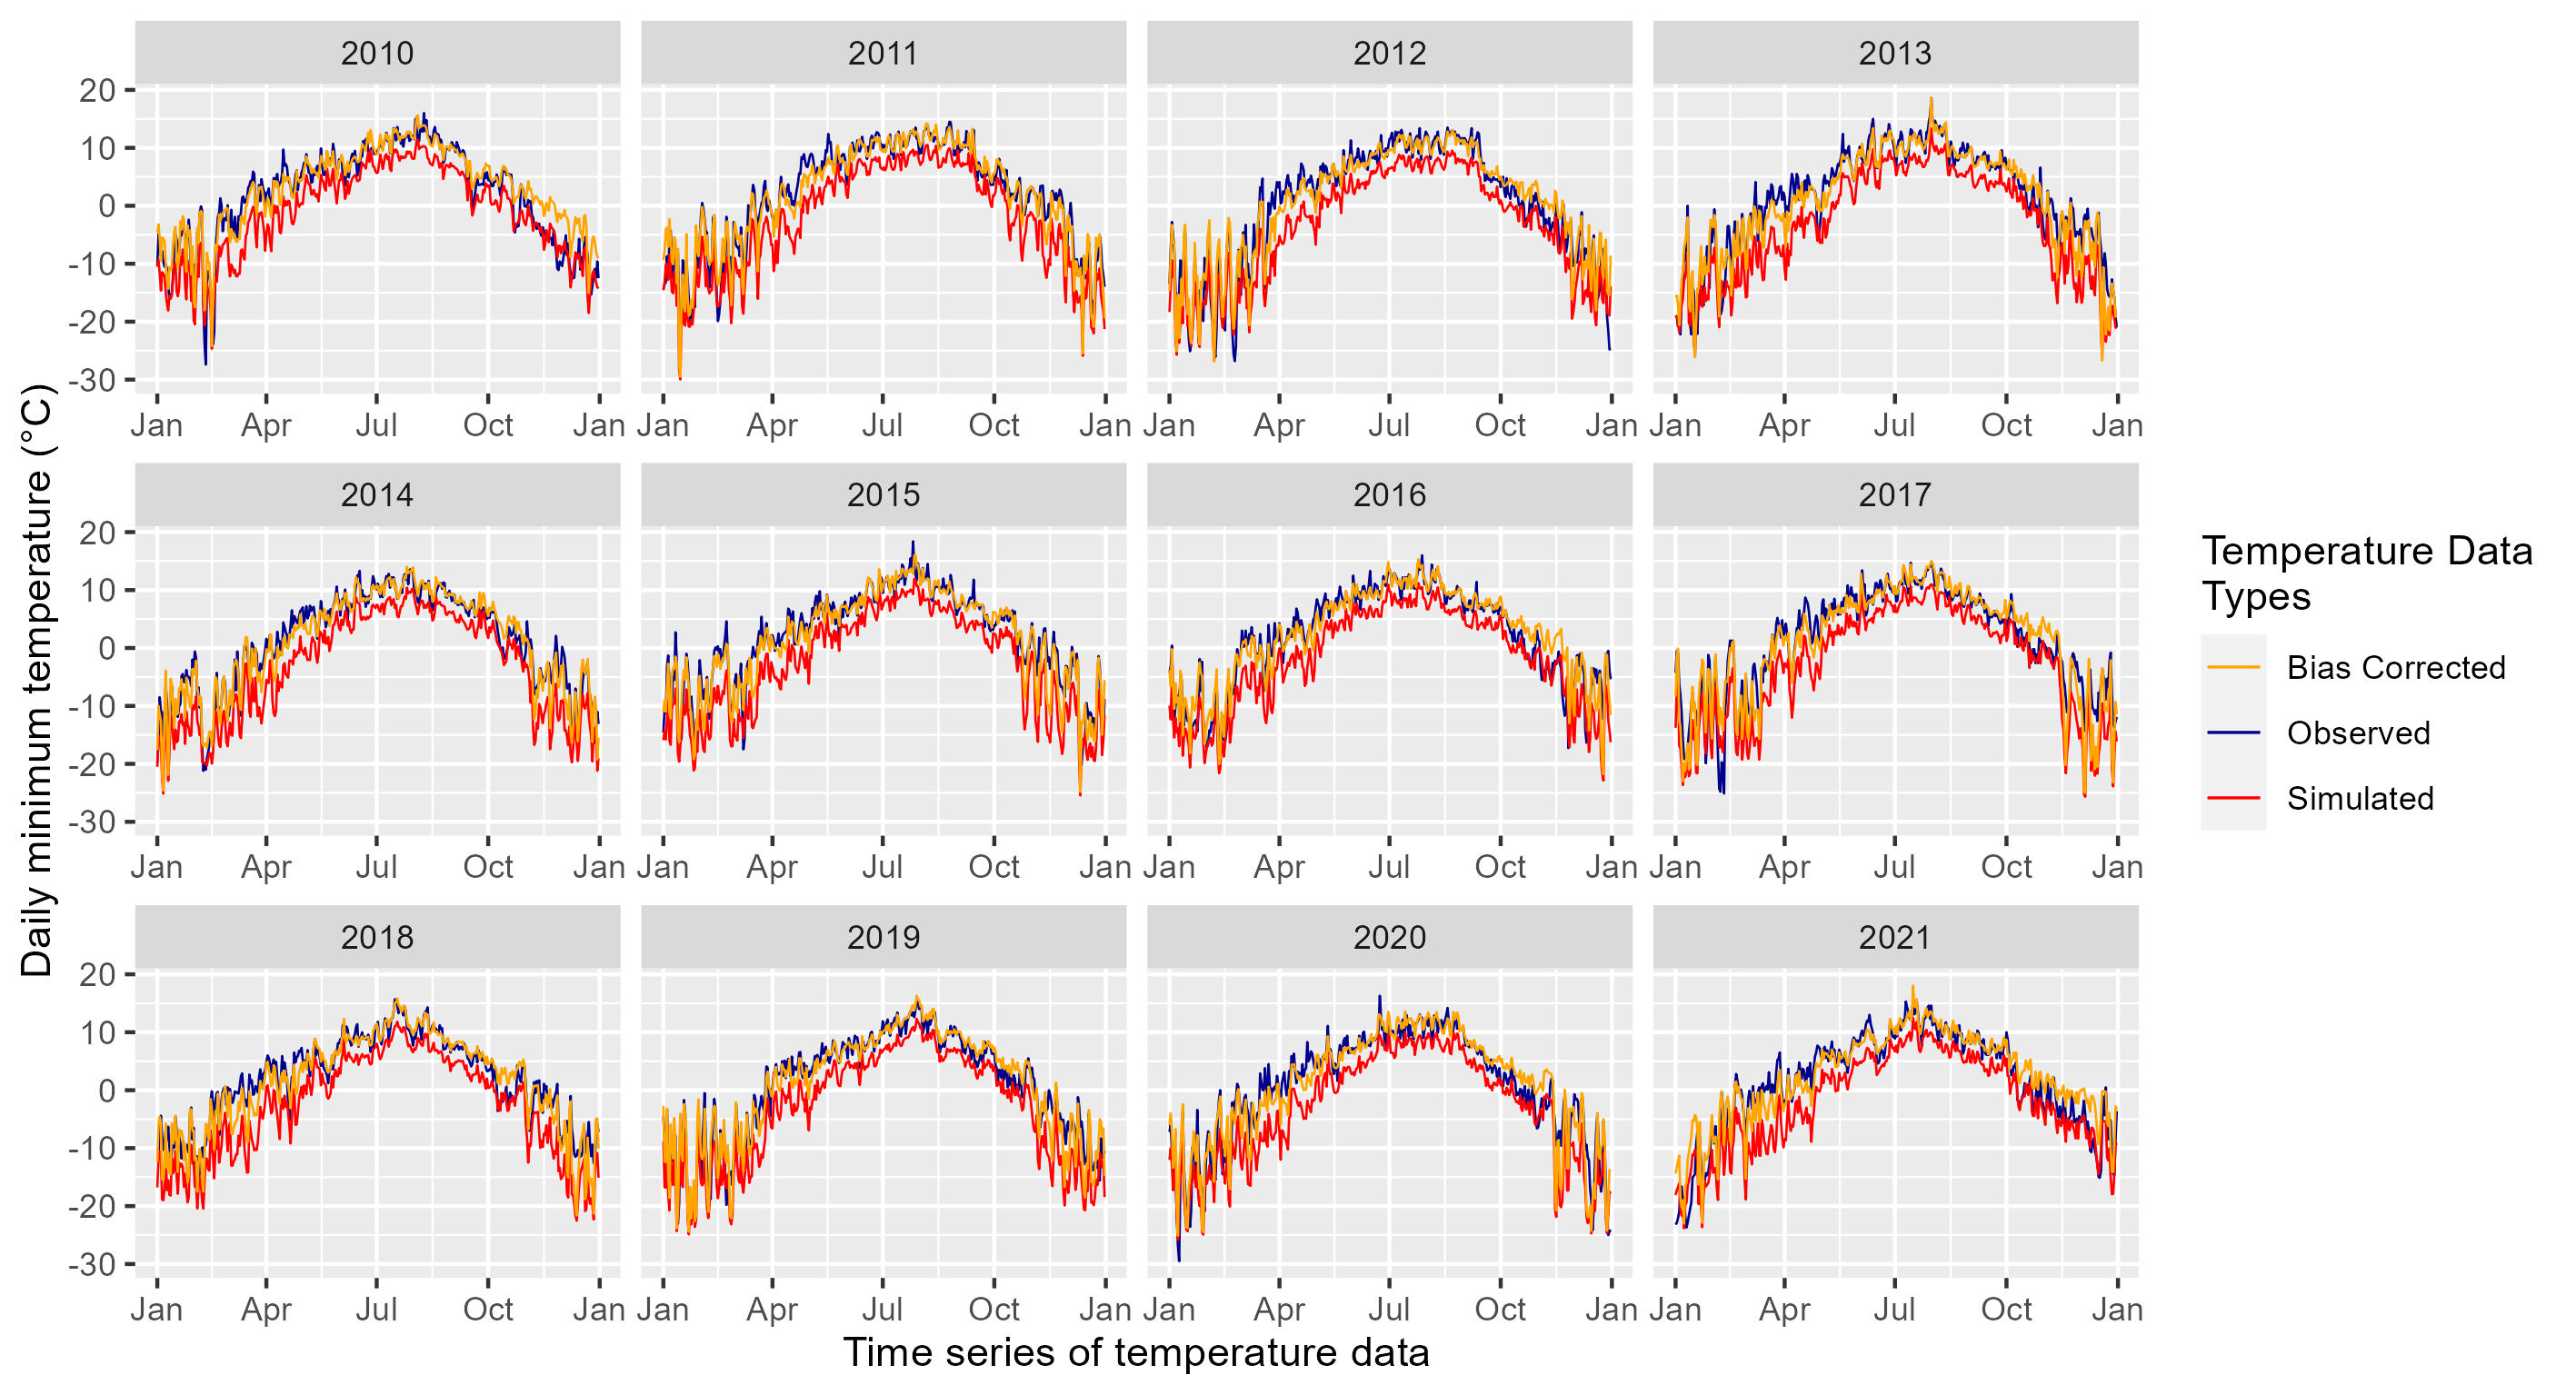 2010
2011
2012
2013
20
10
0
-10
-20
-30
Jan Apr Jul Oct Jan
Jan Apr Jul Oct Jan
Jan Apr Jul Oct Jan
Jan Apr Jul Oct Jan
2014
2015
2016
2017
20
10
0
-10
-20
-30
Jan Apr Jul Oct Jan
Jan Apr Jul Oct Jan
Jan Apr Jul Oct Jan
Jan Apr Jul Oct Jan
2018
2019
2020
2021
20
10
0
-10
-20
-30
Jan Apr Jul Oct Jan
Jan Apr Jul Oct Jan
Jan Apr Jul Oct Jan
Jan Apr Jul Oct Jan
Daily minimum temperature (°C)
Time series of temperature data
Temperature Data
Types
Bias Corrected
Observed
Simulated